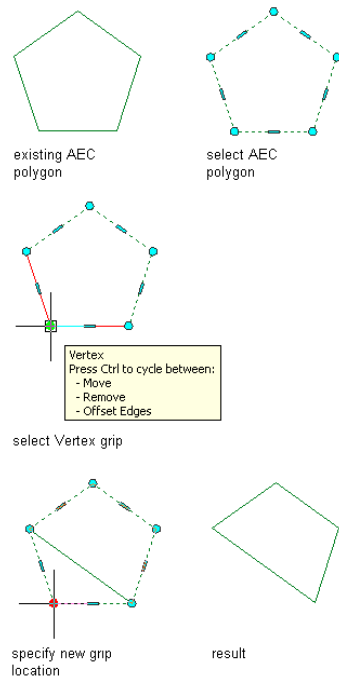 existing AEC
polygon
select AEC
polygon
Vertex
Press Ctrl to cycle between:
- Move
- Remove
- Offset Edges
select Vertex grip
specify new grip
location
result